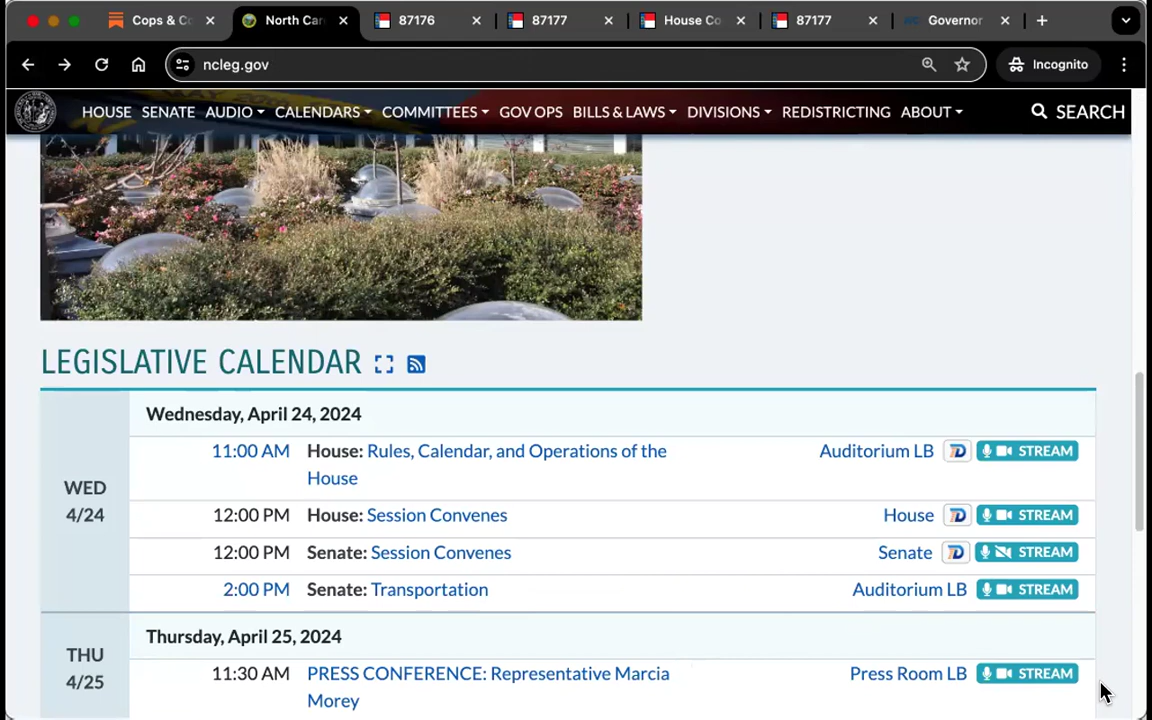 Cops & Co
North Car
87176
87177
House Co
87177
Governor
ncleg.gov
Incognito
HOUSE SENATE AUDIO CALENDARS COMMITTEES GOV OPS BILLS & LAWS DIVISIONS REDISTRICTING ABOUT SEARCH
LEGISLATIVE CALENDAR
Wednesday, April 24, 2024
WED
4/24
11:00 AM House: Rules, Calendar, and Operations of the Auditorium LB TD STREAM
House
12:00 PM House: Session Convenes House TD STREAM
12:00 PM Senate: Session Convenes Senate TD STREAM
2:00 PM Senate: Transportation Auditorium LB STREAM
Thursday, April 25, 2024
THU
4/25
11:30 AM PRESS CONFERENCE: Representative Marcia Press Room LB STREAM
Morey